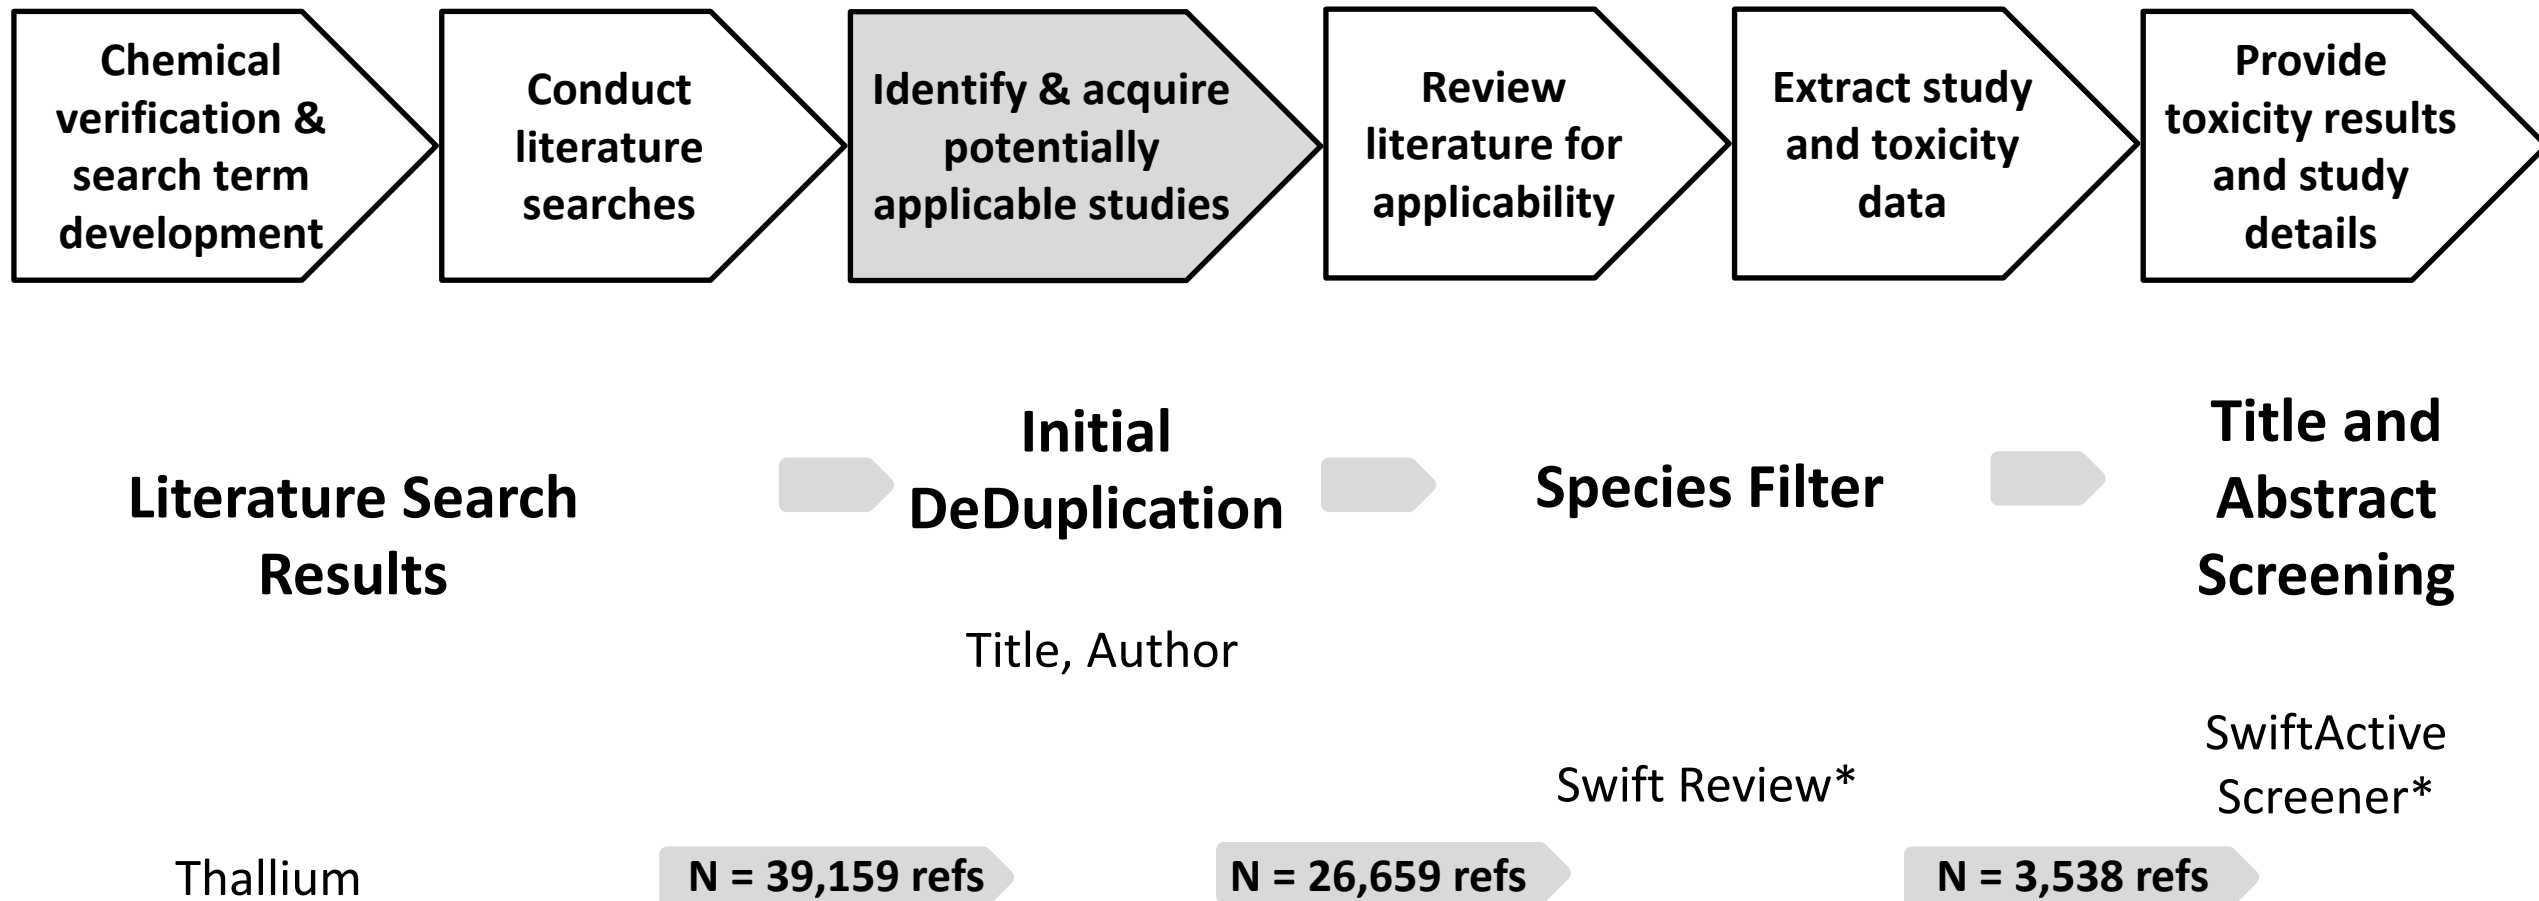 Chemical
verification &
search term
development
Conduct
literature
searches
Identify & acquire
potentially
applicable studies
Review
literature for
applicability
Extract study
and toxicity
data
Provide
toxicity results
and study
details
Literature Search
Results
Initial
DeDuplication
Title, Author
Species Filter
Swift Review*
Title and
Abstract
Screening
SwiftActive
Screener*
Thallium
N = 39,159 refs
N = 26,659 refs
N = 3,538 refs